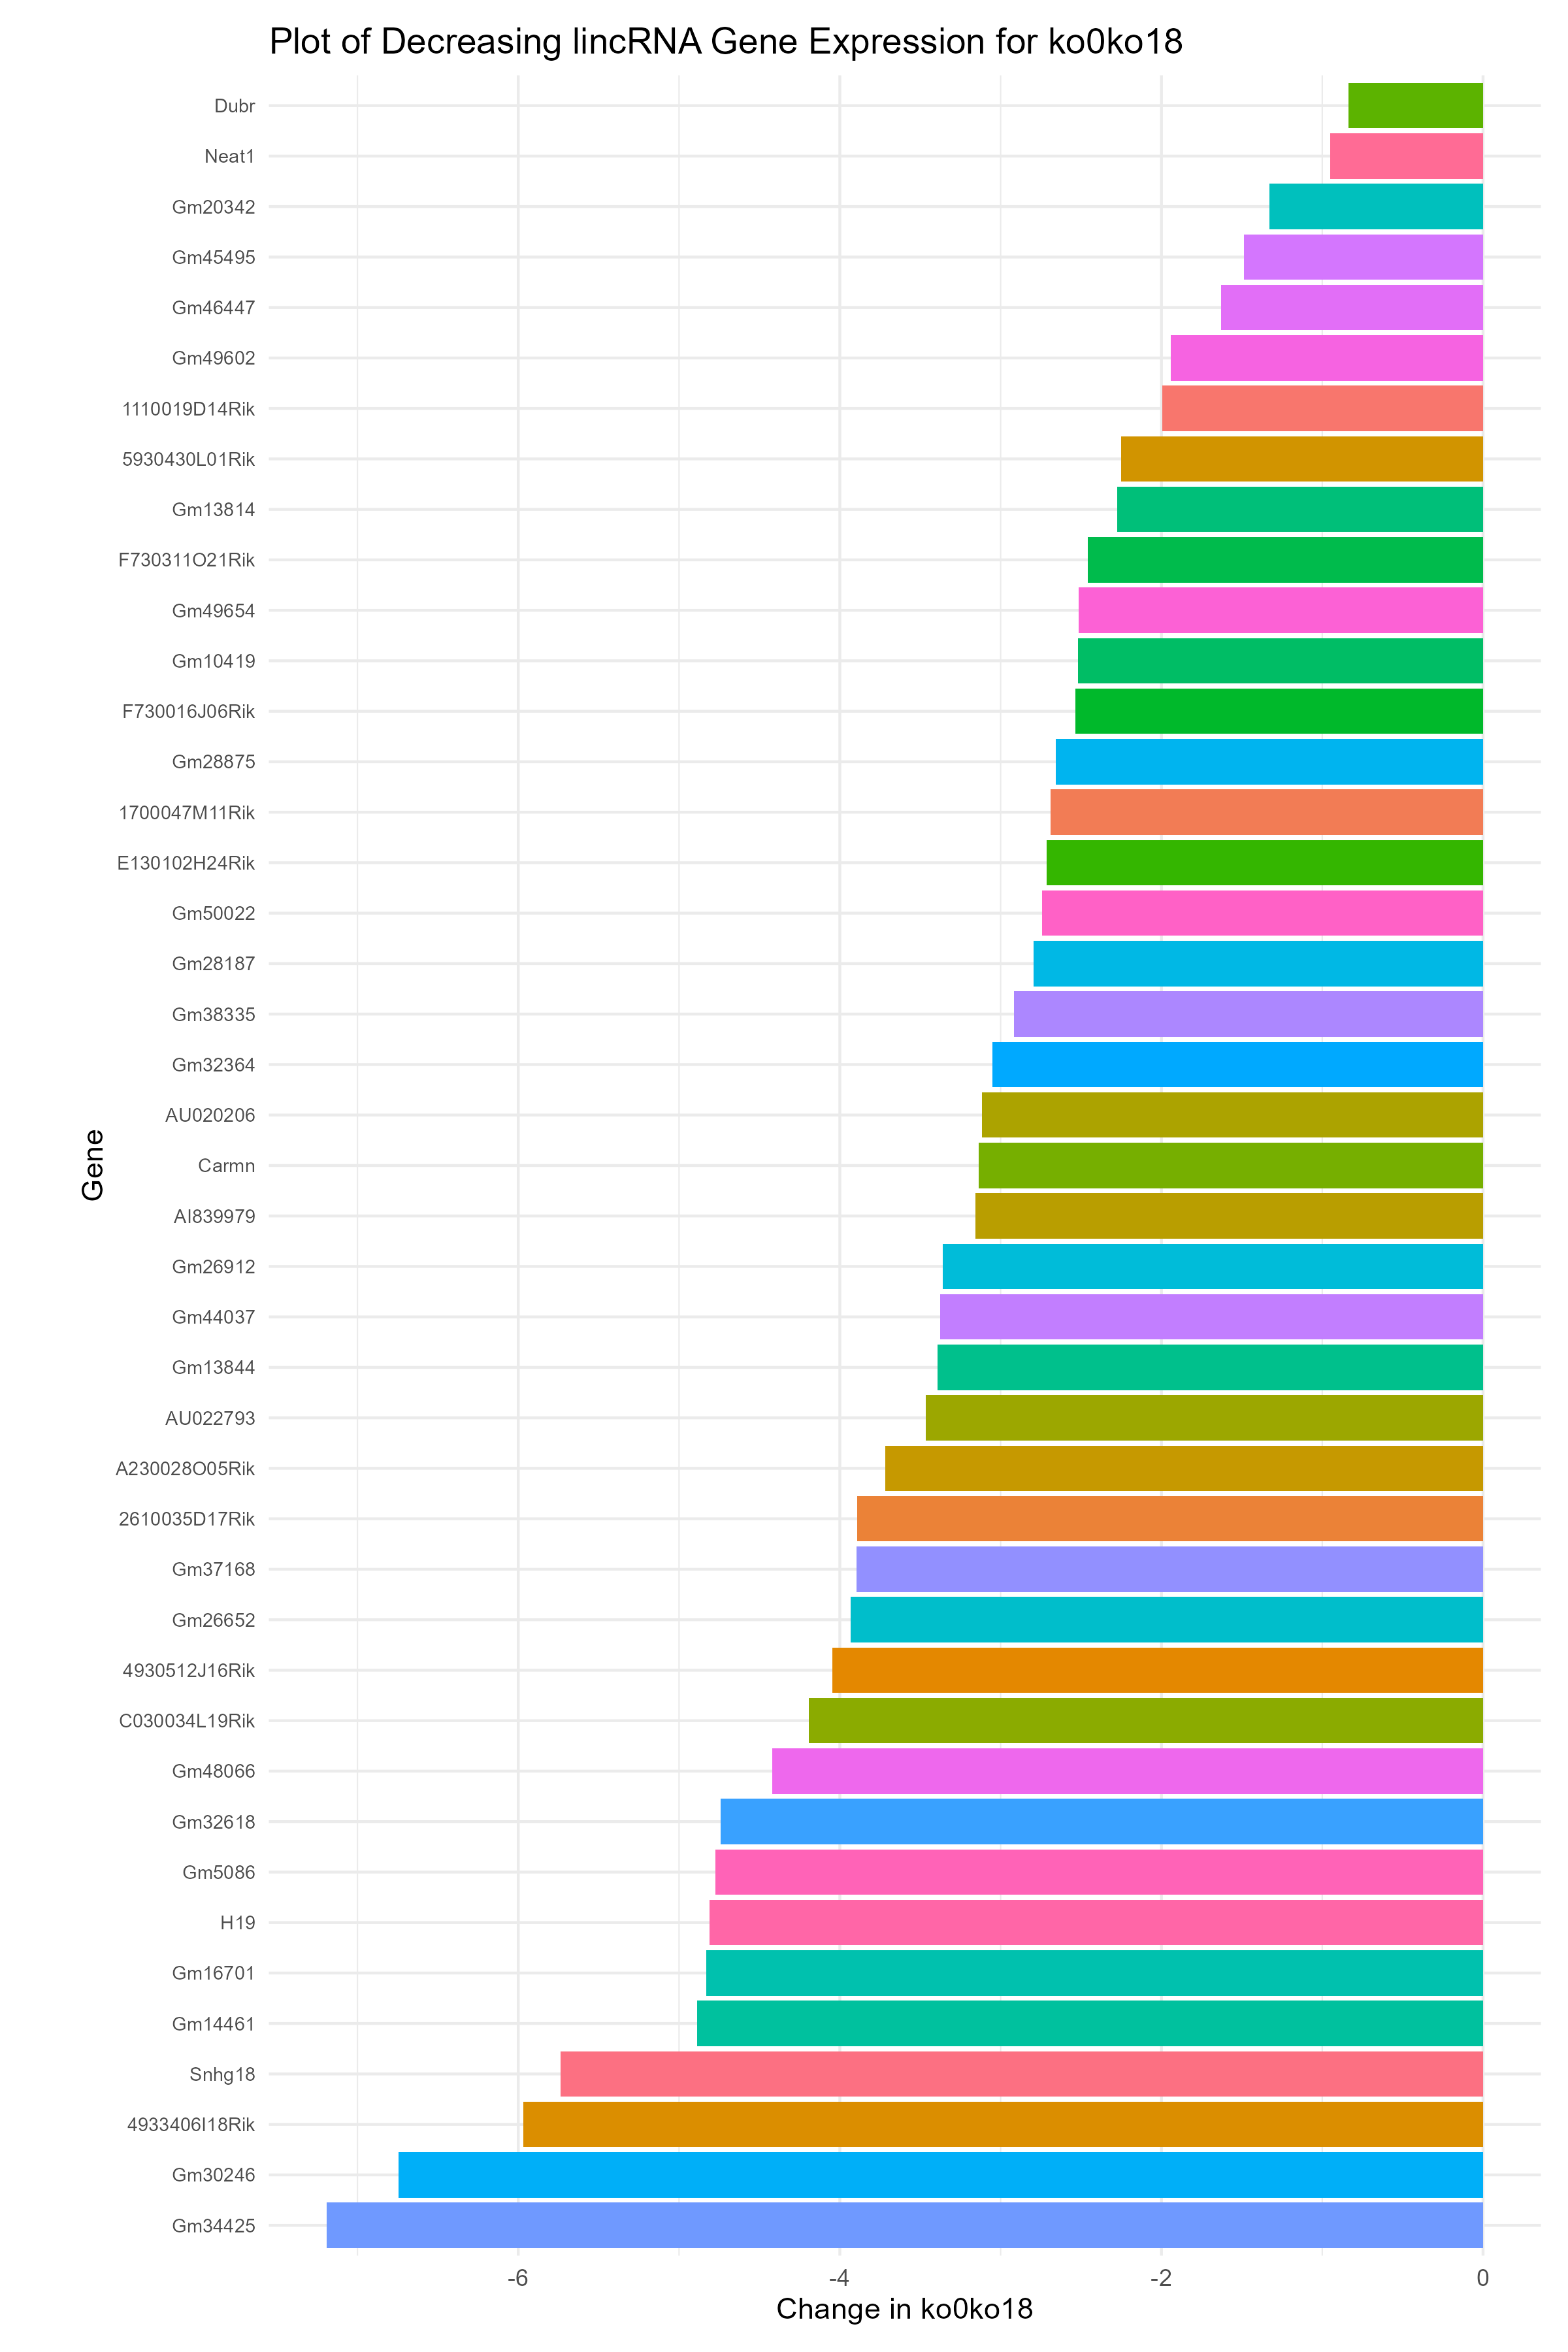 Plot of Decreasing lincRNA Gene Expression for ko0ko18
Dubr
Neat1
Gm20342
Gm45495
Gm46447
Gm49602
1110019D14Rik
5930430L01Rik
Gm13814
F730311O21Rik
Gm49654
Gm10419
F730016J06Rik
Gm28875
1700047M11Rik
E130102H24Rik
Gm50022
Gm28187
Gm38335
Gm32364
AU020206
Carmn
AI839979
Gm26912
Gm44037
Gm13844
AU022793
A230028O05Rik
2610035D17Rik
Gm37168
Gm26652
4930512J16Rik
C030034L19Rik
Gm48066
Gm32618
Gm5086
H19
Gm16701
Gm14461
Snhg18
4933406I18Rik
Gm30246
Gm34425
Gene
-6
-4
-2
0
Change in ko0ko18